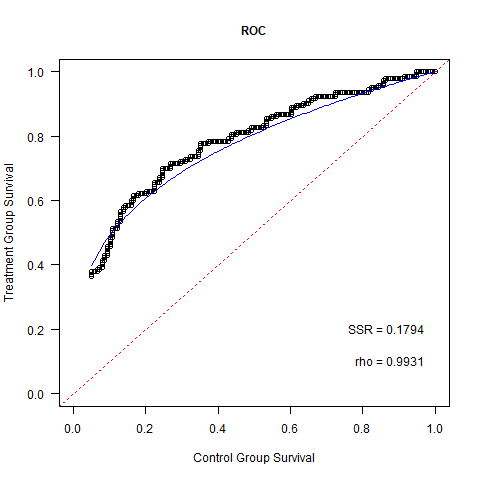 ROC
Treatment Group Survival
1.0
0.8
0.6
0.4
0.2
0.0
SSR = 0.1794
rho = 0.9931
0.0 0.2 0.4 0.6 0.8 1.0
Control Group Survival